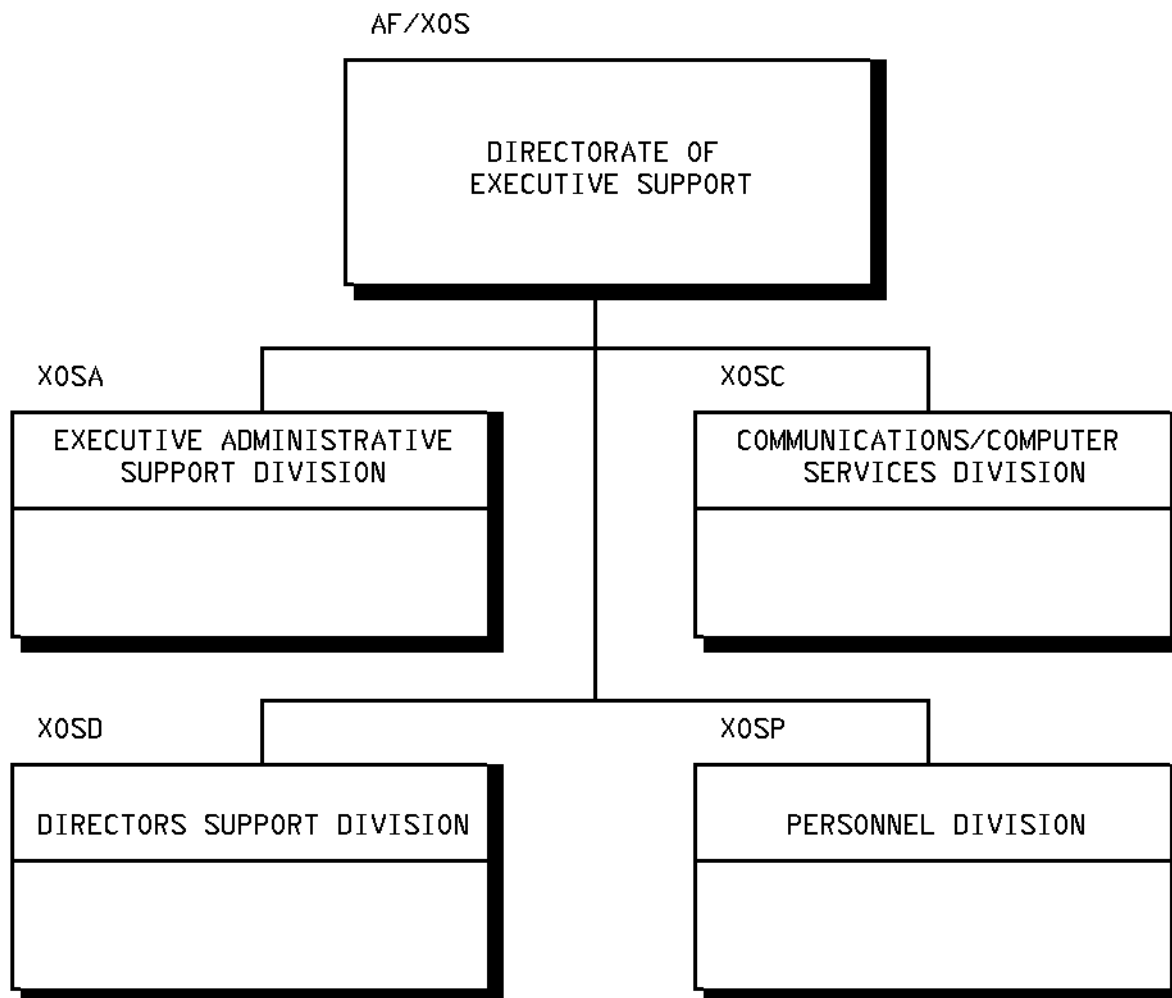 AF/XOS
DIRECTORATE OF
EXECUTIVE SUPPORT
XOSA
EXECUTIVE ADMINISTRATIVE
SUPPORT DIVISION
XOSC
COMMUNICATIONS/COMPUTER
SERVICES DIVISION
XOSD
DIRECTORS SUPPORT DIVISION
XOSP
PERSONNEL DIVISION